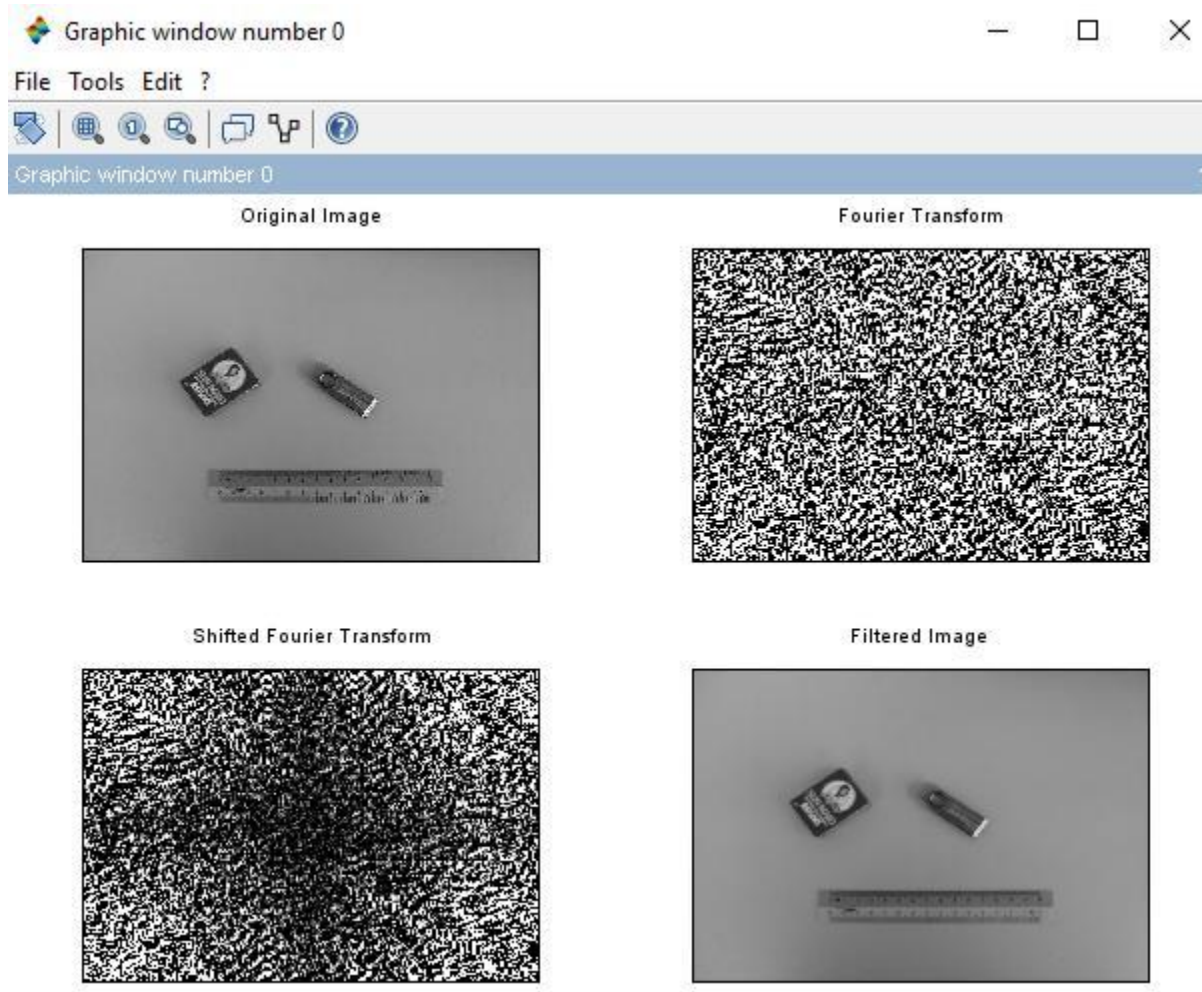 Graphic window number 0
File Tools Edit ?
Graphic window number 0
Original Image
Fourier Transform
Shifted Fourier Transform
Filtered Image